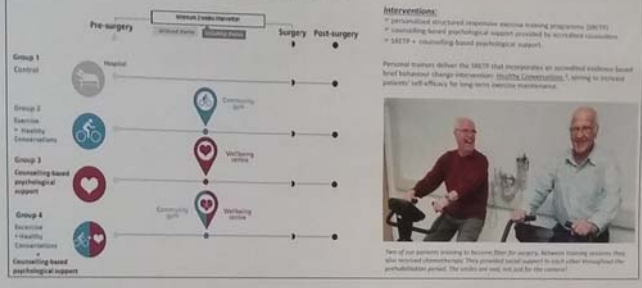 Minimum 2 weeks intervention
Pre-surgery
Surgery
Post-surgery
Group 1
Control
Hospital
Group 2
Exercise
+ Healthy
Conversations
Community
gym
Group 3
Counselling-based
psychological
support
Wellbeing
centre
Group 4
Excercise
+ Healthy
Conversations
+
Counselling-based
psychological support
Community
gym
Wellbeing
centre
Interventions:
* personalised structured responsive exercise training programme (SRETP)
* counselling-based psychological support provided by accredited counsellors
* SRETP + counselling-based psychological support.
Personal trainers deliver the SRETP that incorporates an accredited evidence-based
brief behaviour change intervention: Healthy Conversations, aiming to increase
patients' self-efficacy for long-term exercise maintenance.
Two of our patients training to become fitter for surgery. Between training sessions they
also received chemotherapy. They provided social support to each other throughout the
prehabilitation period. The smiles are real, not just for the camera!